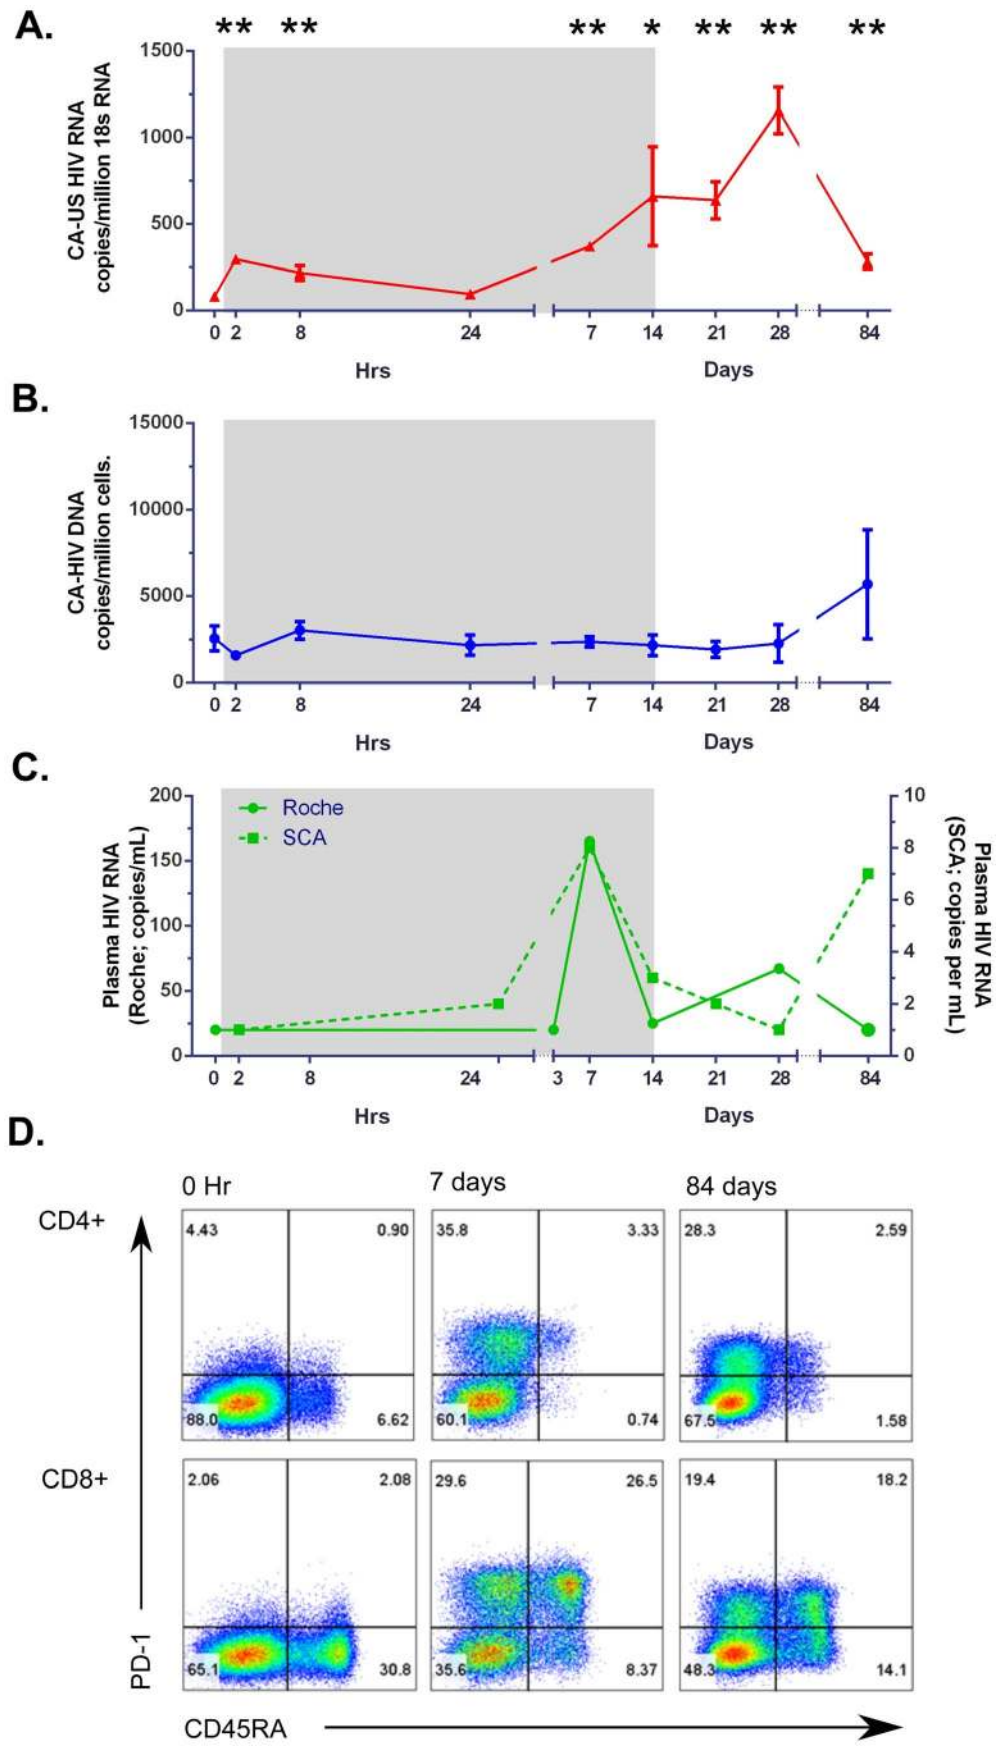 A.
** ** ** * ** ** **
CA-US HIV RNA
copies/million 18s RNA
1500
1000
500
0
0 2 8 24 7 14 21 28 84
Hrs Days
B.
CA-HIV DNA
copies/million cells.
15000
10000
5000
0
0 2 8 24 7 14 21 28 84
Hrs Days
C.
Plasma HIV RNA
(Roche; copies/mL)
200
150
100
50
0
Roche
SCA
10
8
6
4
2
0
Plasma HIV RNA
(SCA; copies per mL)
0 2 8 24 3 7 14 21 28 84
Hrs Days
D.
0 Hr 7 days 84 days
CD4+
4.43 0.90 35.8 3.33 28.3 2.59
88.0 6.62 60.1 0.74 67.5 1.58
CD8+
2.06 2.08 29.6 26.5 19.4 18.2
65.1 30.8 35.6 8.37 48.3 14.1
PD-1
CD45RA